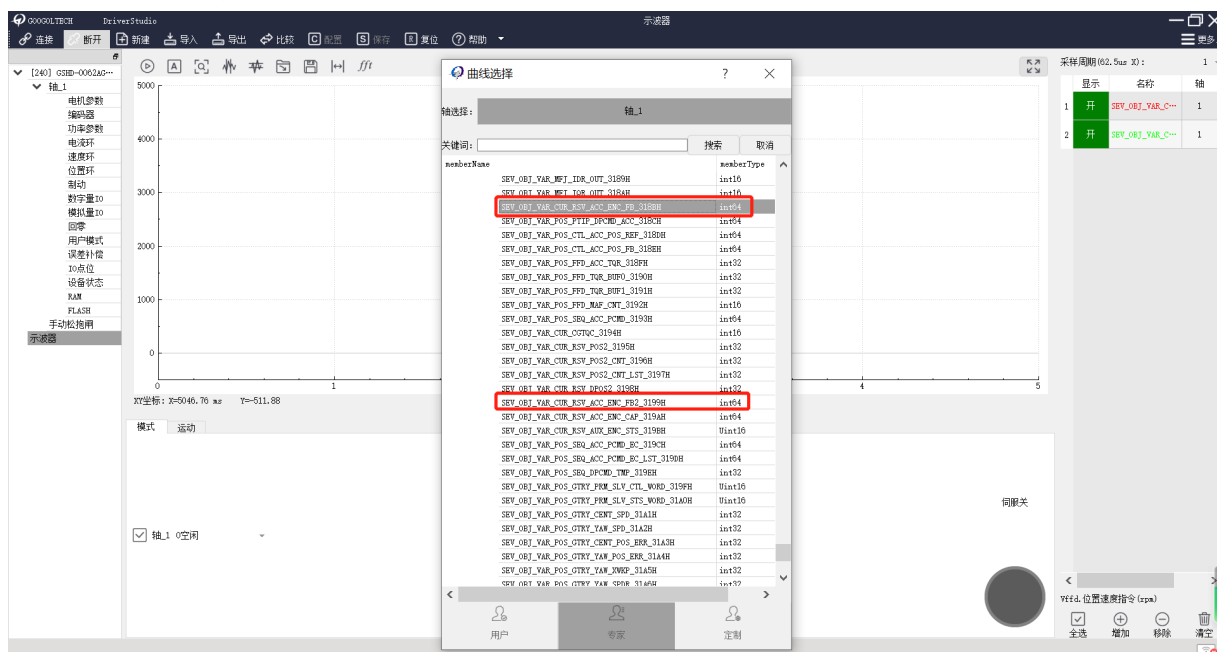 GOOGOLTECH DriverStudio
示波器
连接 断开 新建 导入 导出 比较 C 配置 S 保存 R 复位 帮助
更多
[240] GSHD-0062AG…
轴_1
电机参数
编码器
功率参数
电流环
速度环
位置环
制动
数字量IO
模拟量IO
回零
用户模式
误差补偿
IO点位
设备状态
RAM
FLASH
手动松抱闸
示波器
A fft
5000
4000
3000
2000
1000
0
0 1 4 5
XY坐标: X=5046.76 ms Y=-511.88
模式 运动
轴_1 0空闲
伺服关
曲线选择 ?
轴选择: 轴_1
关键词: 搜索 取消
memberName memberType
SEV_OBJ_VAR_MFJ_IDR_OUT_3189H int16
SEV_OBJ_VAR_MFJ_IQR_OUT_318AH int16
SEV_OBJ_VAR_CUR_RSV_ACC_ENC_FB_318BH int64
SEV_OBJ_VAR_POS_PTIP_DPCMD_ACC_318CH int64
SEV_OBJ_VAR_POS_CTL_ACC_POS_REF_318DH int64
SEV_OBJ_VAR_POS_CTL_ACC_POS_FB_318EH int64
SEV_OBJ_VAR_POS_FFD_ACC_TQR_318FH int32
SEV_OBJ_VAR_POS_FFD_TQR_BUF0_3190H int32
SEV_OBJ_VAR_POS_FFD_TQR_BUF1_3191H int32
SEV_OBJ_VAR_POS_FFD_MAF_CNT_3192H int16
SEV_OBJ_VAR_POS_SEQ_ACC_PCMD_3193H int64
SEV_OBJ_VAR_CUR_CGTQC_3194H int16
SEV_OBJ_VAR_CUR_RSV_POS2_3195H int32
SEV_OBJ_VAR_CUR_RSV_POS2_CNT_3196H int32
SEV_OBJ_VAR_CUR_RSV_POS2_CNT_LST_3197H int32
SEV_OBJ_VAR_CUR_RSV_DPOS2_3198H int32
SEV_OBJ_VAR_CUR_RSV_ACC_ENC_FB2_3199H int64
SEV_OBJ_VAR_CUR_RSV_ACC_ENC_CAP_319AH int64
SEV_OBJ_VAR_CUR_RSV_AUX_ENC_STS_319BH Uint16
SEV_OBJ_VAR_POS_SEQ_ACC_PCMD_EC_319CH int64
SEV_OBJ_VAR_POS_SEQ_ACC_PCMD_EC_LST_319DH int64
SEV_OBJ_VAR_POS_SEQ_DPCMD_TMP_319EH int32
SEV_OBJ_VAR_POS_GTRY_PRM_SLV_CTL_WORD_319FH Uint16
SEV_OBJ_VAR_POS_GTRY_PRM_SLV_STS_WORD_31A0H Uint16
SEV_OBJ_VAR_POS_GTRY_CENT_SPD_31A1H int32
SEV_OBJ_VAR_POS_GTRY_YAW_SPD_31A2H int32
SEV_OBJ_VAR_POS_GTRY_CENT_POS_ERR_31A3H int32
SEV_OBJ_VAR_POS_GTRY_YAW_POS_ERR_31A4H int32
SEV_OBJ_VAR_POS_GTRY_YAW_XWKP_31A5H int32
SEV_OBJ_VAR_POS_GTRY_YAW_SPDR_31A6H int32
用户 专家 定制
采样周期(62.5us X): 1
显示 名称 轴
1 开 SEV_OBJ_VAR_C… 1
2 开 SEV_OBJ_VAR_C… 1
Vffd.位置速度指令(rpm)
全选 增加 移除 清空